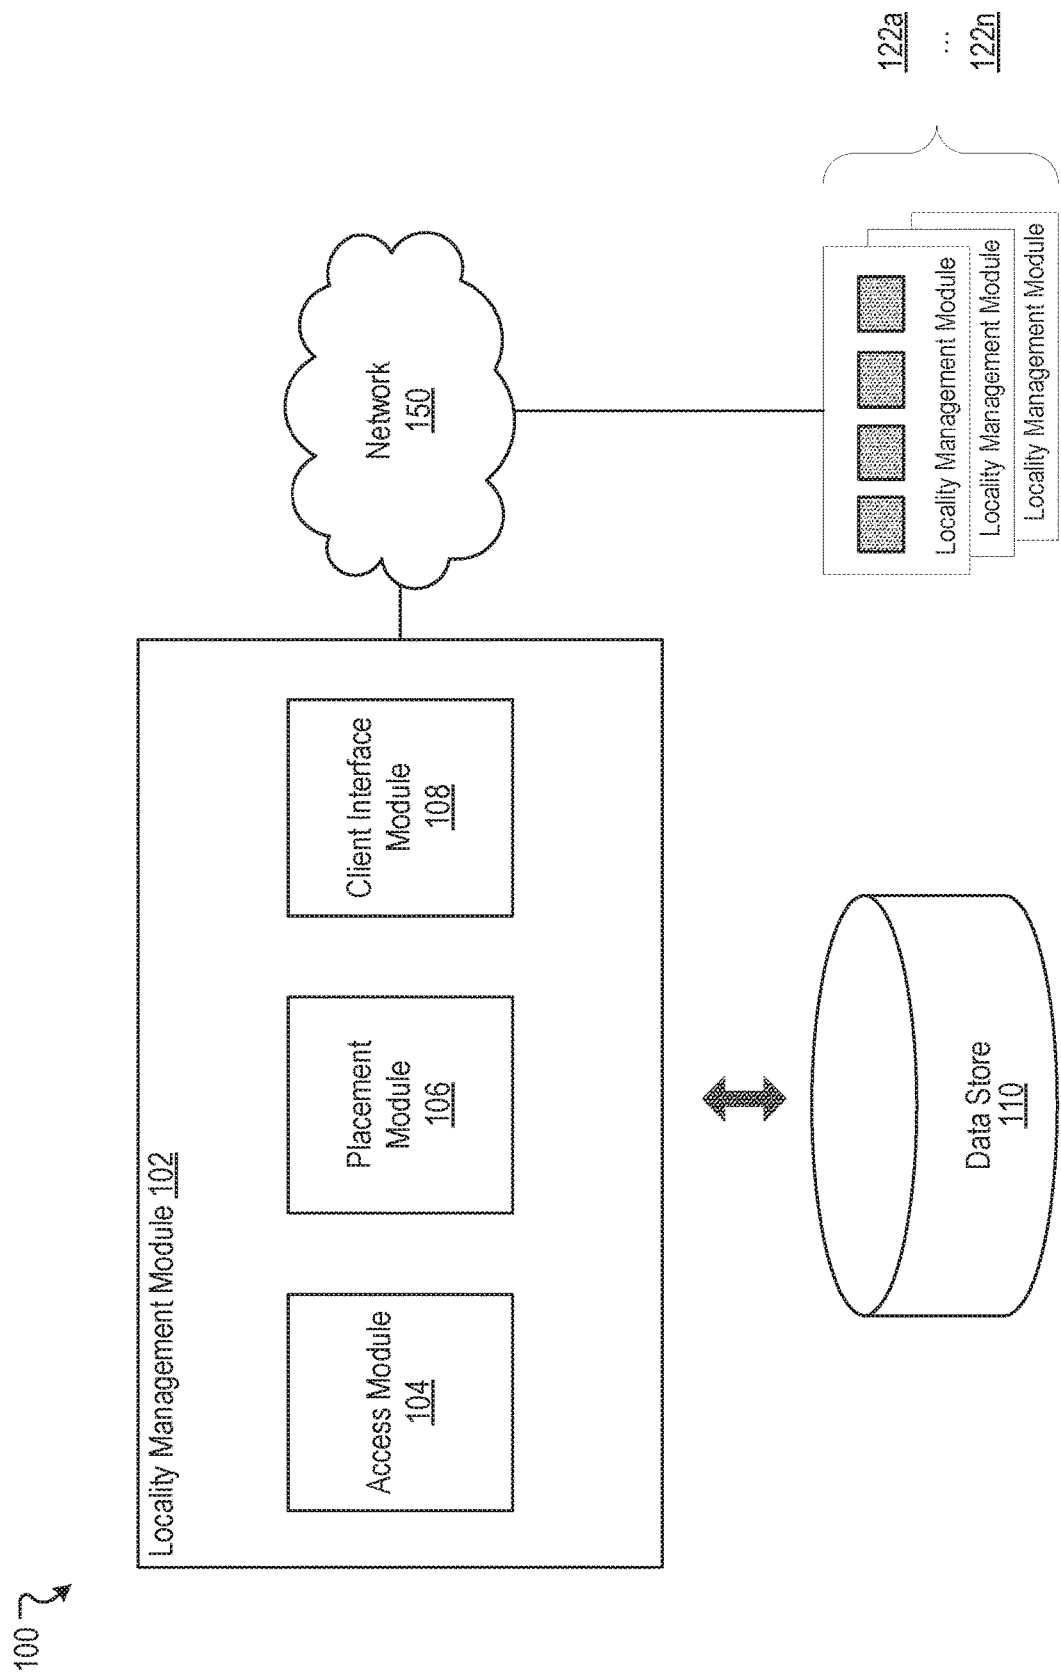 100
Locality Management Module 102
Access Module
104
Placement
Module
106
Client Interface
Module
108
Network
150
Data Store
110
Locality Management Module
Locality Management Module
Locality Management Module
122a
...
122n